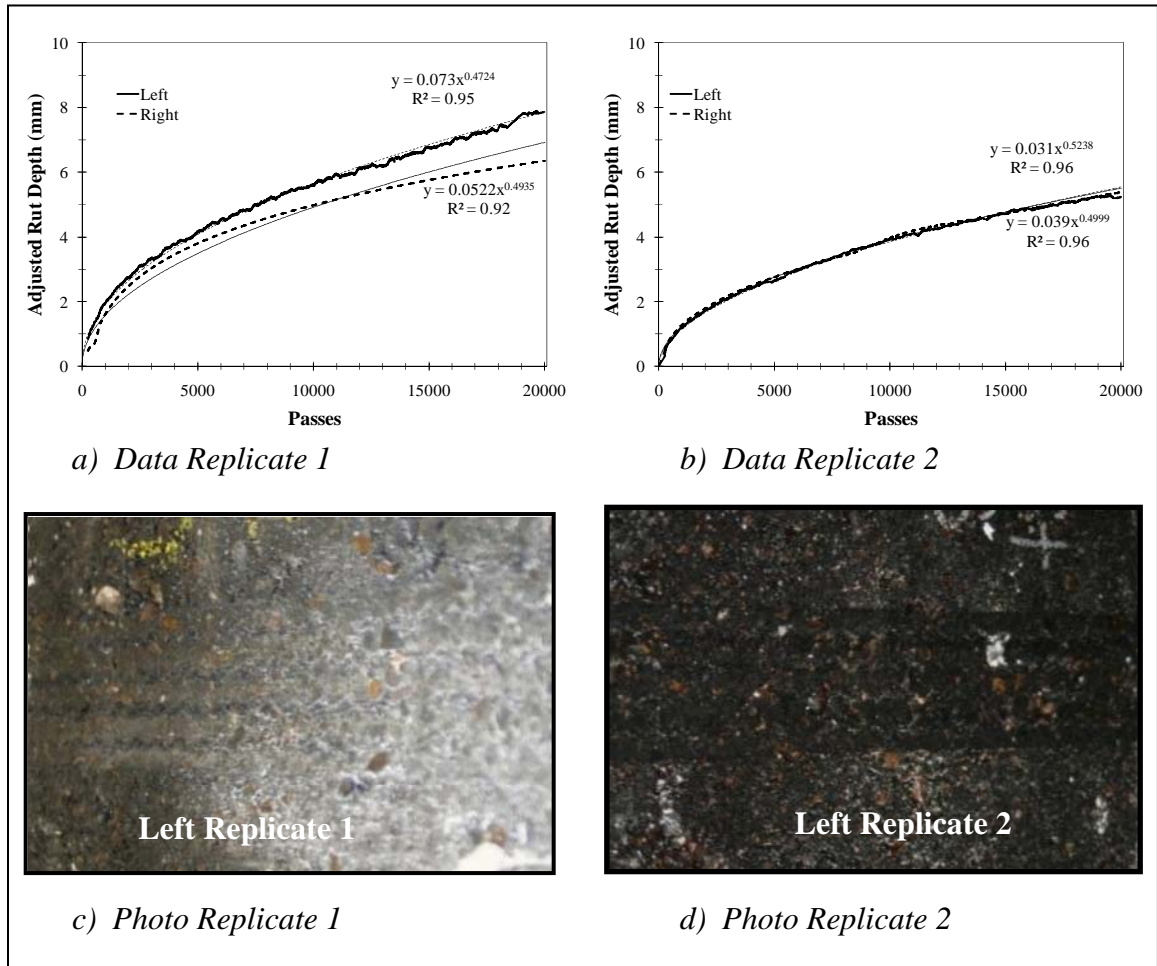 10
8
6
4
2
0
Adjusted Rut Depth (mm)
Left
Right
y = 0.073x^0.4724
R² = 0.95
y = 0.0522x^0.4935
R² = 0.92
0 5000 10000 15000 20000
Passes
a) Data Replicate 1
10
8
6
4
2
0
Adjusted Rut Depth (mm)
Left
Right
y = 0.031x^0.5238
R² = 0.96
y = 0.039x^0.4999
R² = 0.96
0 5000 10000 15000 20000
Passes
b) Data Replicate 2
Left Replicate 1
c) Photo Replicate 1
Left Replicate 2
d) Photo Replicate 2